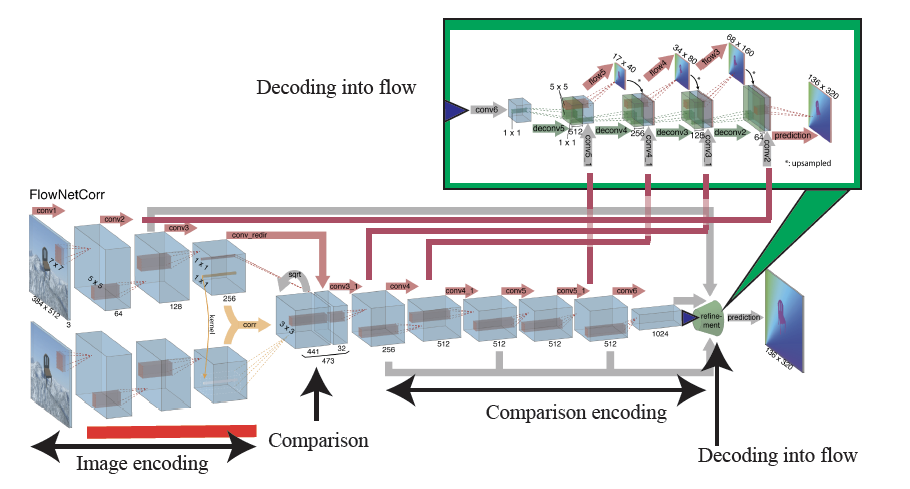 Decoding into flow
17 x 40
34 x 80
68 x 160
136 x 320
flow5
flow4
flow3
*
*
*
5 x 5
conv6
1 x 1
deconv5
512
deconv4
256
deconv3
128
deconv2
64
prediction
1 x 1
conv5_1
conv4_1
conv3_1
conv2
*: upsampled
FlowNetCorr
conv1
conv2
conv3
conv_redir
7 x 7
5 x 5
1 x 1
1 x 1
384 x 512
3
64
128
256
kernel
corr
sqrt
3 x 3
441
32
473
conv3_1
conv4
conv4_1
conv5
conv5_1
conv6
256
512
512
512
512
1024
refine-
ment
prediction
136 x 320
Image encoding
Comparison
Comparison encoding
Decoding into flow